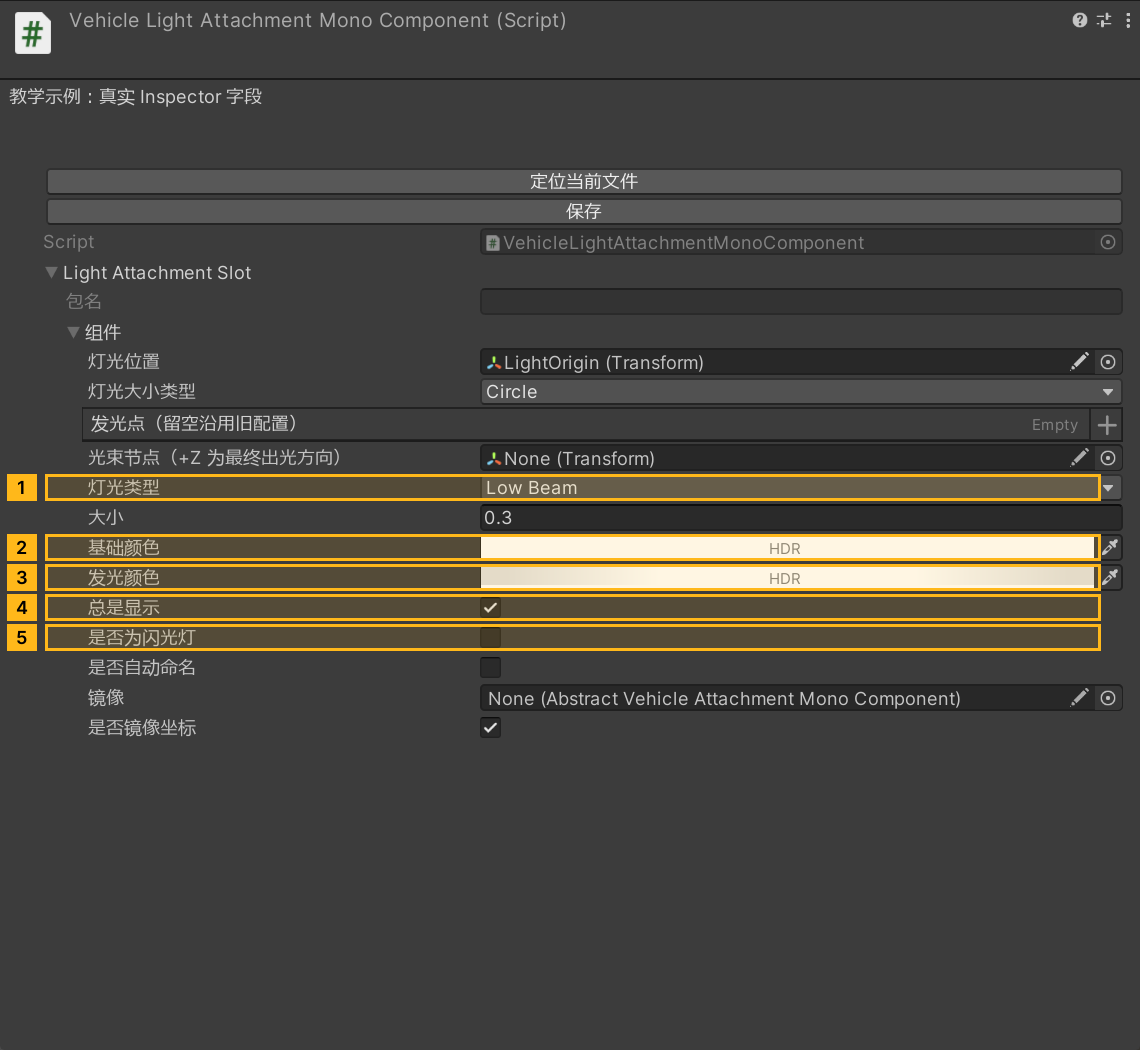 Vehicle Light Attachment Mono Component (Script)
教学示例：真实 Inspector 字段
定位当前文件
保存
Script VehicleLightAttachmentMonoComponent
Light Attachment Slot
包名
组件
灯光位置 LightOrigin (Transform)
灯光大小类型 Circle
发光点（留空沿用旧配置） Empty
光束节点（+Z 为最终出光方向） None (Transform)
1 灯光类型 Low Beam
大小 0.3
2 基础颜色 HDR
3 发光颜色 HDR
4 总是显示
5 是否为闪光灯
是否自动命名
镜像 None (Abstract Vehicle Attachment Mono Component)
是否镜像坐标